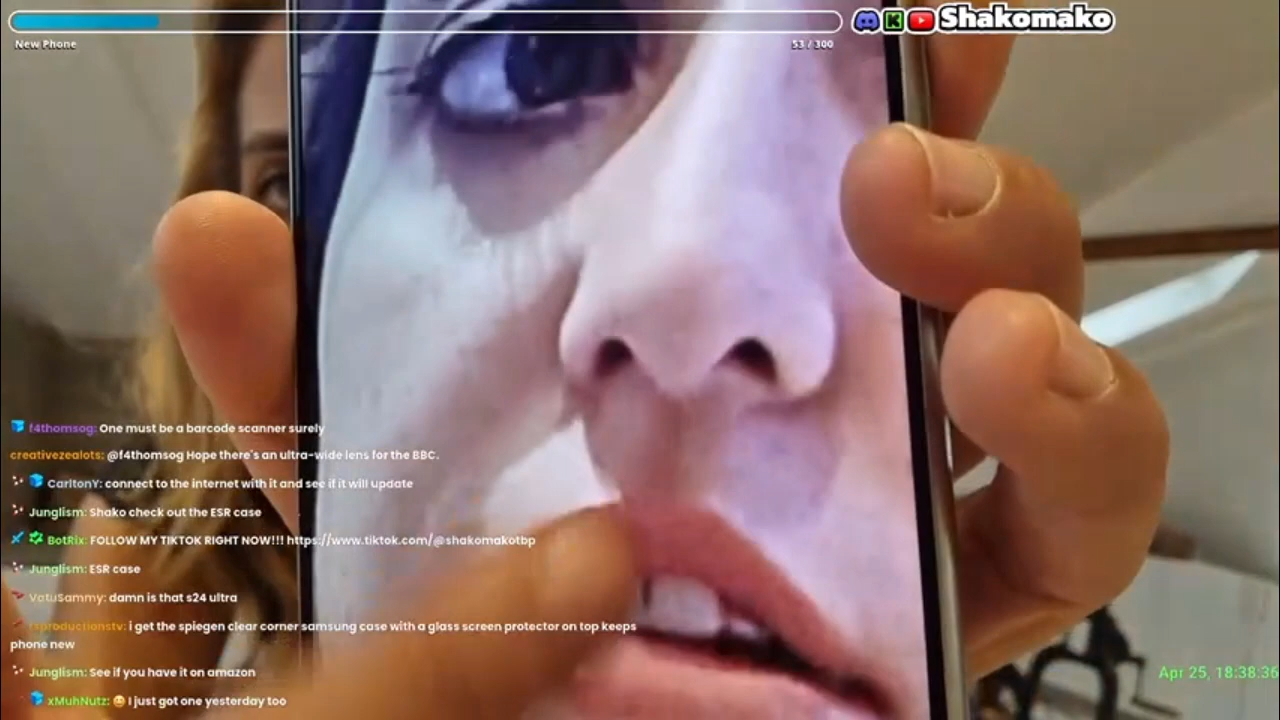 Shakomako
New Phone
53 / 300
f4thomsog: One must be a barcode scanner surely
creativezealots: @f4thomsog Hope there's an ultra-wide lens for the BBC.
CarltonY: connect to the internet with it and see if it will update
Junglism: Shako check out the ESR case
BotRix: FOLLOW MY TIKTOK RIGHT NOW!!! https://www.tiktok.com/@shakomakotbp
Junglism: ESR case
VatuSammy: damn is that s24 ultra
i get the spiegen clear corner samsung case with a glass screen protector on top keeps
phone new
Junglism: See if you have it on amazon
Apr 25, 18:38:36
xMuhNutz: 😄 I just got one yesterday too